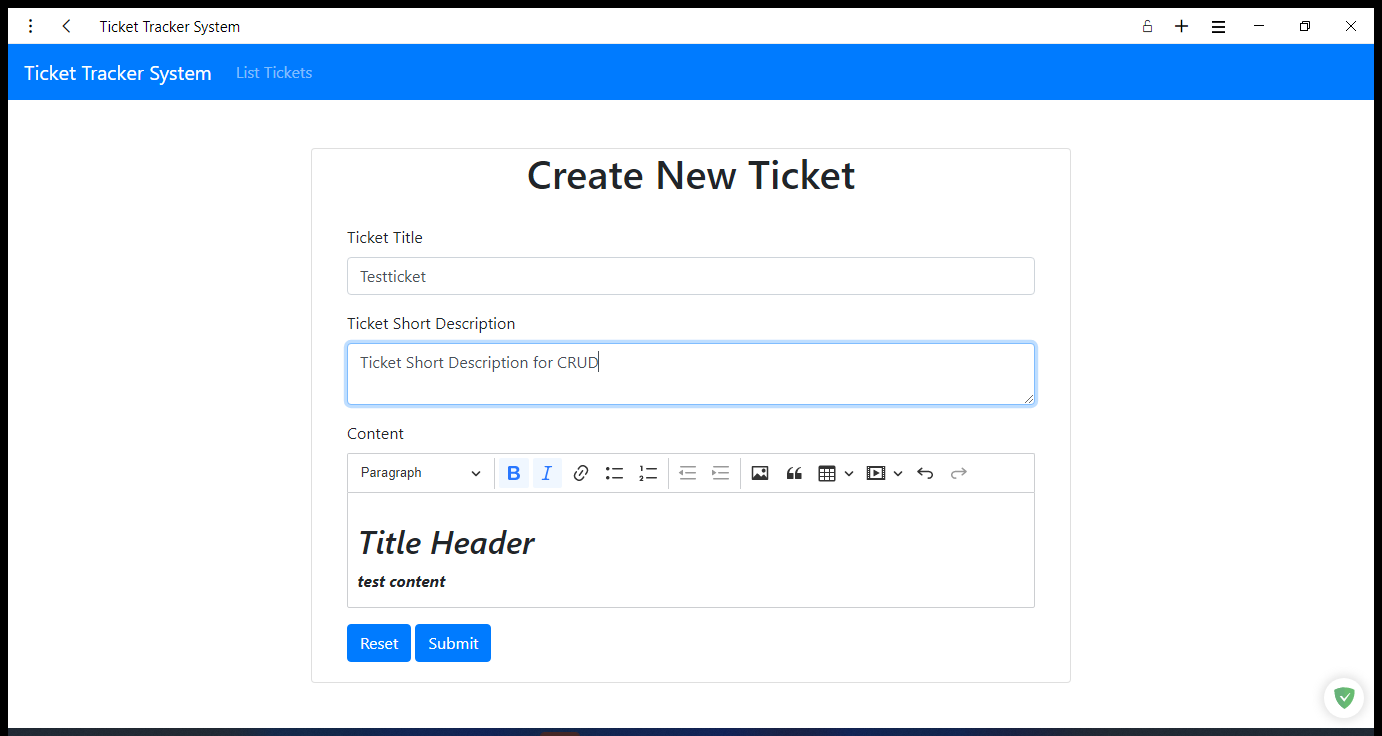 Ticket Tracker System
Ticket Tracker System List Tickets
Create New Ticket
Ticket Title
Testticket
Ticket Short Description
Ticket Short Description for CRUD
Content
Paragraph B I
Title Header
test content
Reset Submit